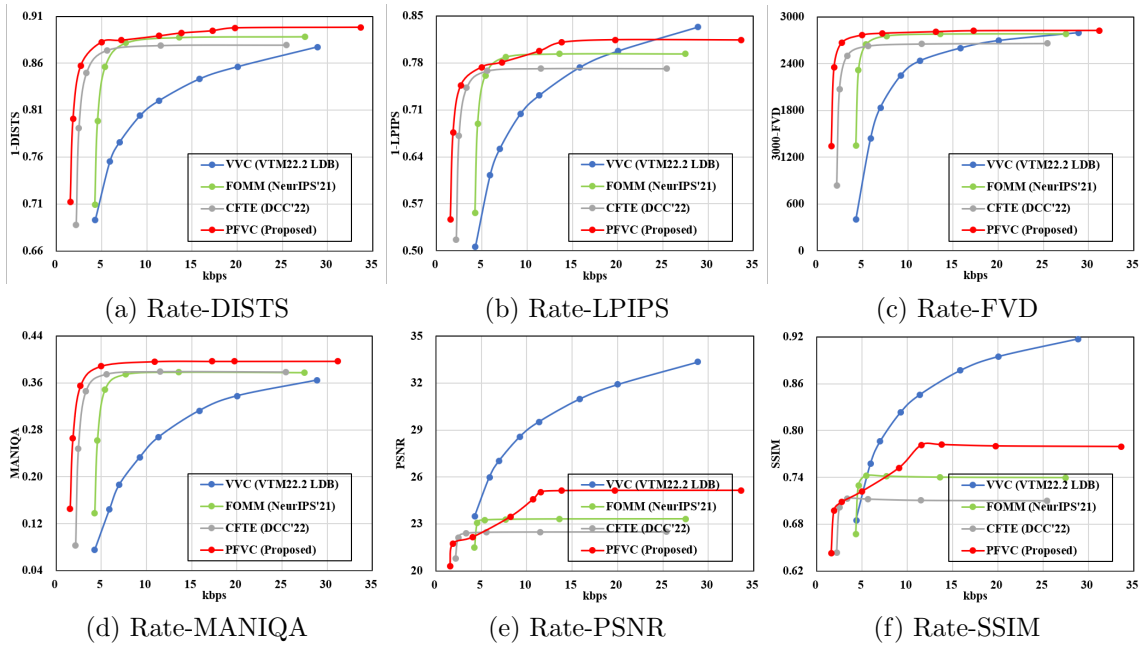 0.91
0.86
0.81
0.76
0.71
0.66
1-DISTS
VVC (VTM22.2 LDB)
FOMM (NeurIPS'21)
CFTE (DCC'22)
PFVC (Proposed)
0 5 10 15 20 25 30 35
kbps
(a) Rate-DISTS
0.85
0.78
0.71
0.64
0.57
0.50
1-LPIPS
VVC (VTM22.2 LDB)
FOMM (NeurIPS'21)
CFTE (DCC'22)
PFVC (Proposed)
0 5 10 15 20 25 30 35
kbps
(b) Rate-LPIPS
3000
2400
1800
1200
600
0
3000-FVD
VVC (VTM22.2 LDB)
FOMM (NeurIPS'21)
CFTE (DCC'22)
PFVC (Proposed)
0 5 10 15 20 25 30 35
kbps
(c) Rate-FVD
0.44
0.36
0.28
0.20
0.12
0.04
MANIQA
VVC (VTM22.2 LDB)
FOMM (NeurIPS'21)
CFTE (DCC'22)
PFVC (Proposed)
0 5 10 15 20 25 30 35
kbps
(d) Rate-MANIQA
35
32
29
26
23
20
PSNR
VVC (VTM22.2 LDB)
FOMM (NeurIPS'21)
CFTE (DCC'22)
PFVC (Proposed)
0 5 10 15 20 25 30 35
kbps
(e) Rate-PSNR
0.92
0.86
0.80
0.74
0.68
0.62
SSIM
VVC (VTM22.2 LDB)
FOMM (NeurIPS'21)
CFTE (DCC'22)
PFVC (Proposed)
0 5 10 15 20 25 30 35
kbps
(f) Rate-SSIM